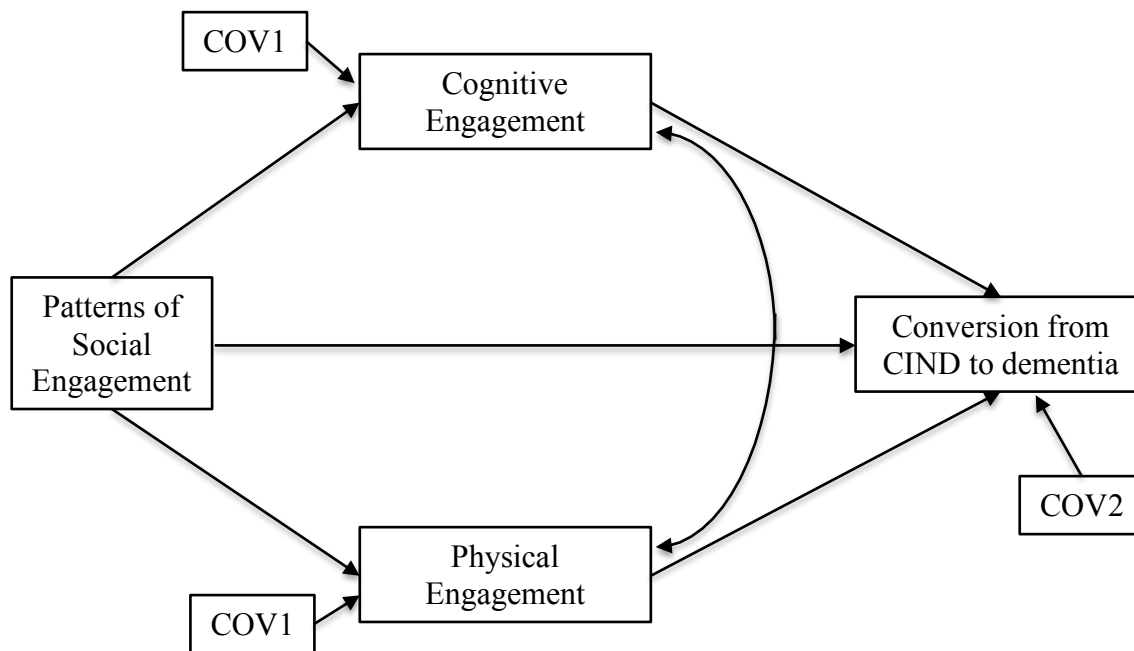 COV1
Cognitive
Engagement
Patterns of
Social
Engagement
Conversion from
CIND to dementia
COV2
Physical
Engagement
COV1